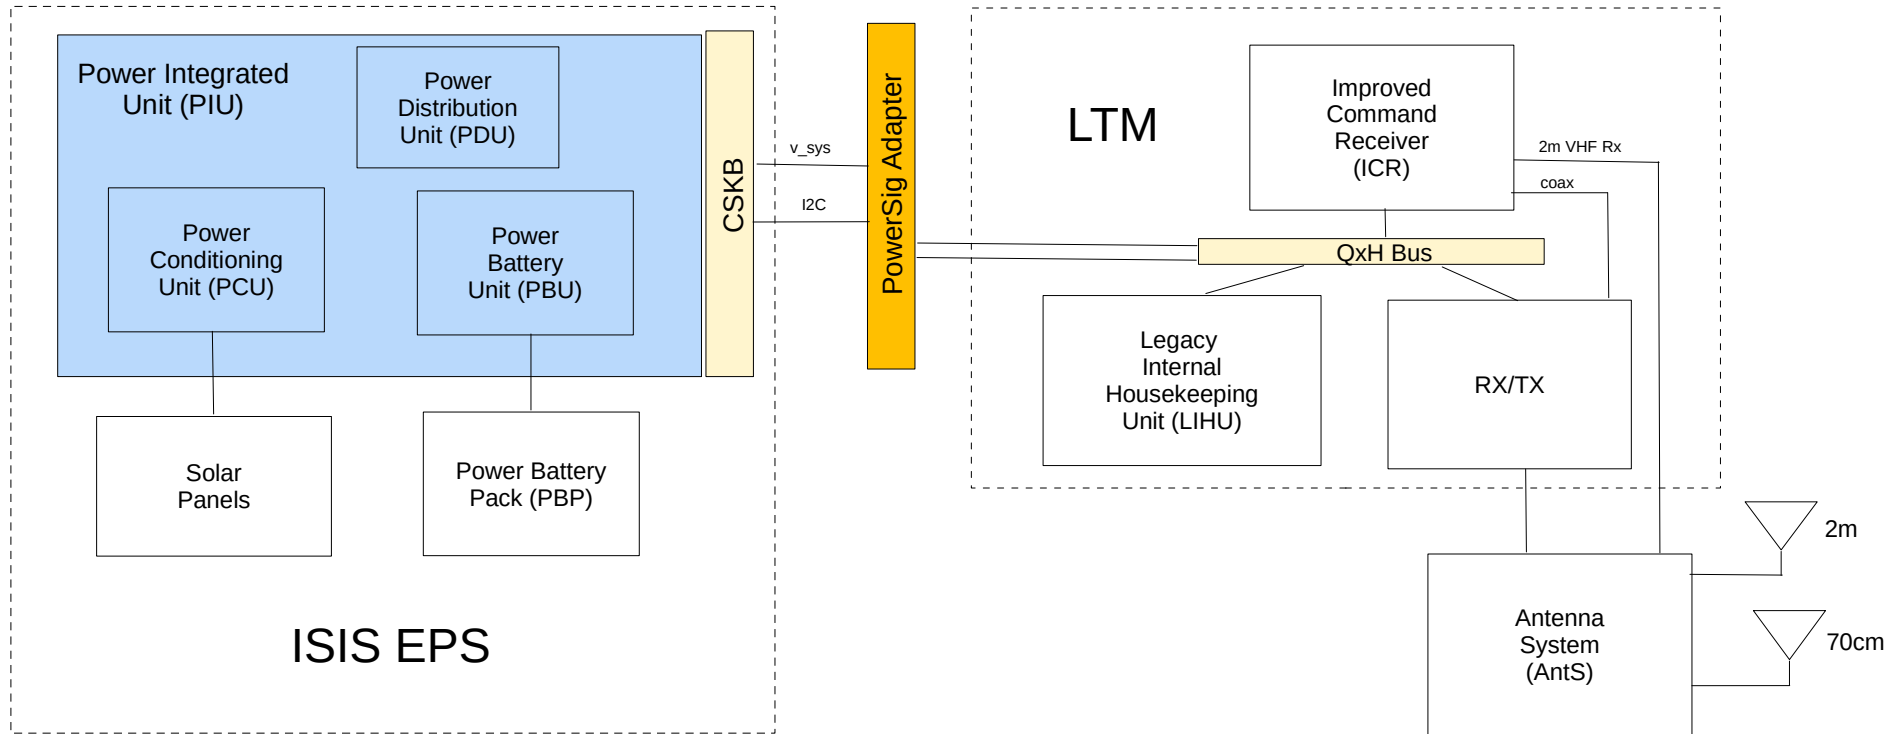 Power Integrated
Unit (PIU)
Power
Distribution
Unit (PDU)
Power
Conditioning
Unit (PCU)
Power
Battery
Unit (PBU)
Solar
Panels
Power Battery
Pack (PBP)
ISIS EPS
CSKB
v_sys
I2C
PowerSig Adapter
LTM
Improved
Command
Receiver
(ICR)
2m VHF Rx
coax
QxH Bus
Legacy
Internal
Housekeeping
Unit (LIHU)
RX/TX
Antenna
System
(AntS)
2m
70cm